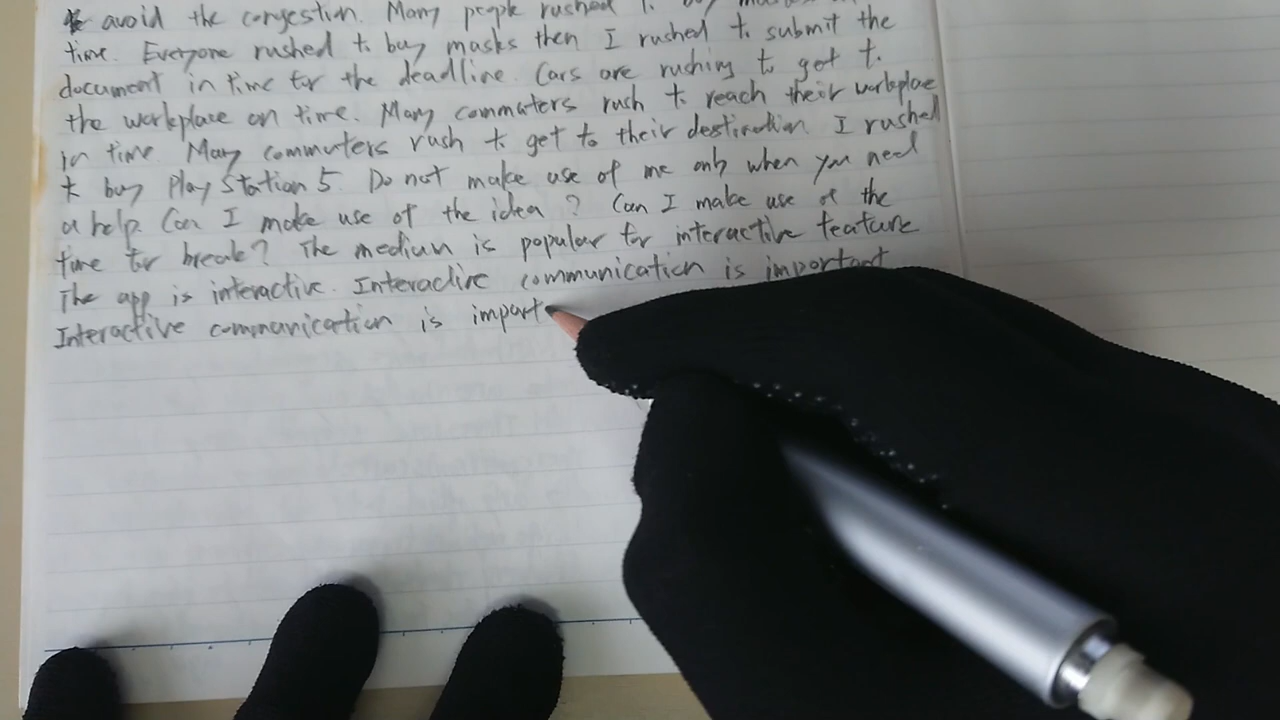 avoid the congestion. Many people rushed to buy
time. Everyone rushed to buy masks then I rushed to submit the
document in time for the deadline. Cars are rushing to get to
the workplace on time. Many commuters rush to reach their workplace
in time. Many commuters rush to get to their destination I rushed
to buy PlayStation 5. Do not make use of me only when you need
a help. Can I make use of the idea? Can I make use of the
time for break? The medium is popular for interactive feature
The app is interactive. Interactive communication is important
Interactive communication is import